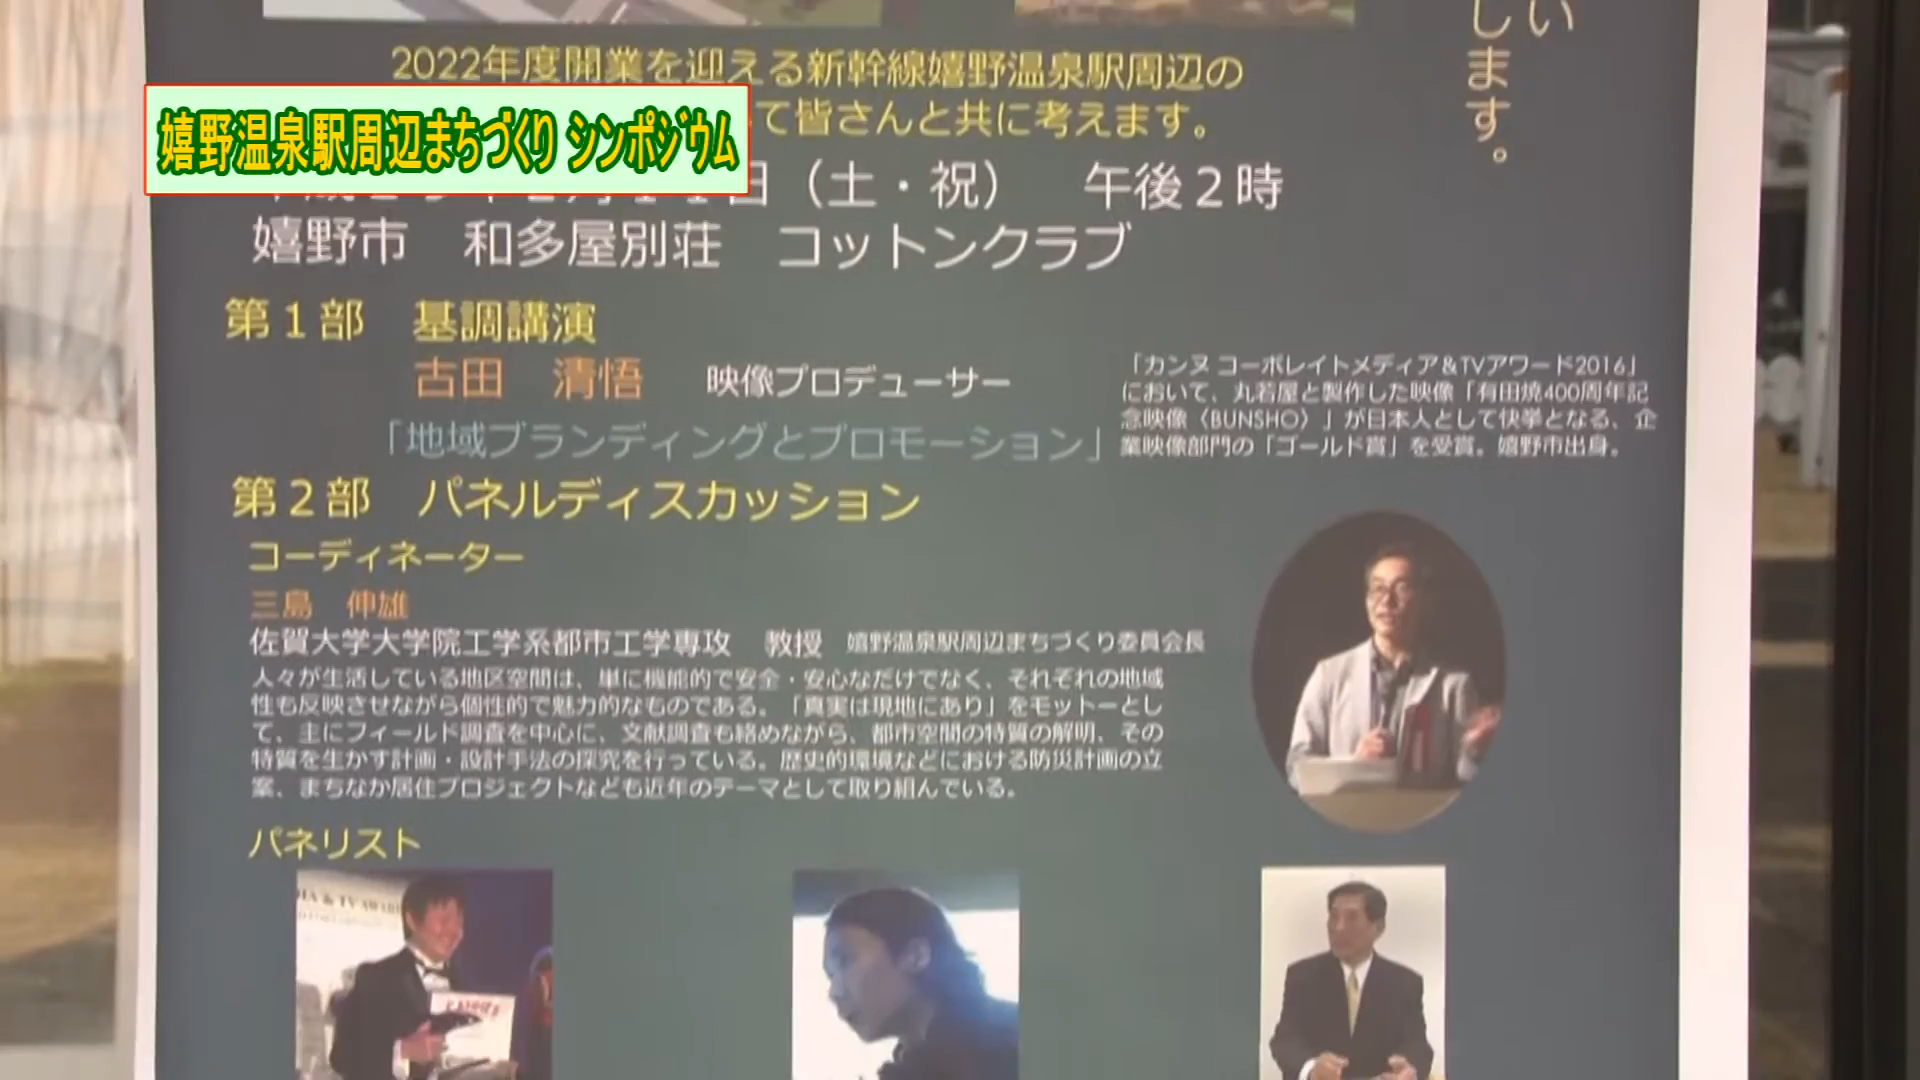 い
します。
2022年度開業を迎える新幹線嬉野温泉駅周辺の
て皆さんと共に考えます。
嬉野温泉駅周辺まちづくり シンポジウム
日（土・祝） 午後２時
嬉野市 和多屋別荘 コットンクラブ
第１部 基調講演
古田 清悟 映像プロデューサー
「地域ブランディングとプロモーション」
「カンヌ コーポレイトメディア＆TVアワード2016」
において、丸若屋と製作した映像「有田焼400周年記
念映像〈BUNSHO〉」が日本人として快挙となる、企
業映像部門の「ゴールド賞」を受賞。嬉野市出身。
第２部 パネルディスカッション
コーディネーター
三島 伸雄
佐賀大学大学院工学系都市工学専攻 教授 嬉野温泉駅周辺まちづくり委員会長
人々が生活している地区空間は、単に機能的で安全・安心なだけでなく、それぞれの地域
性も反映させながら個性的で魅力的なものである。「真実は現地にあり」をモットーとし
て、主にフィールド調査を中心に、文献調査も絡めながら、都市空間の特質の解明、その
特質を生かす計画・設計手法の探究を行っている。歴史的環境などにおける防災計画の立
案、まちなか居住プロジェクトなども近年のテーマとして取り組んでいる。
パネリスト